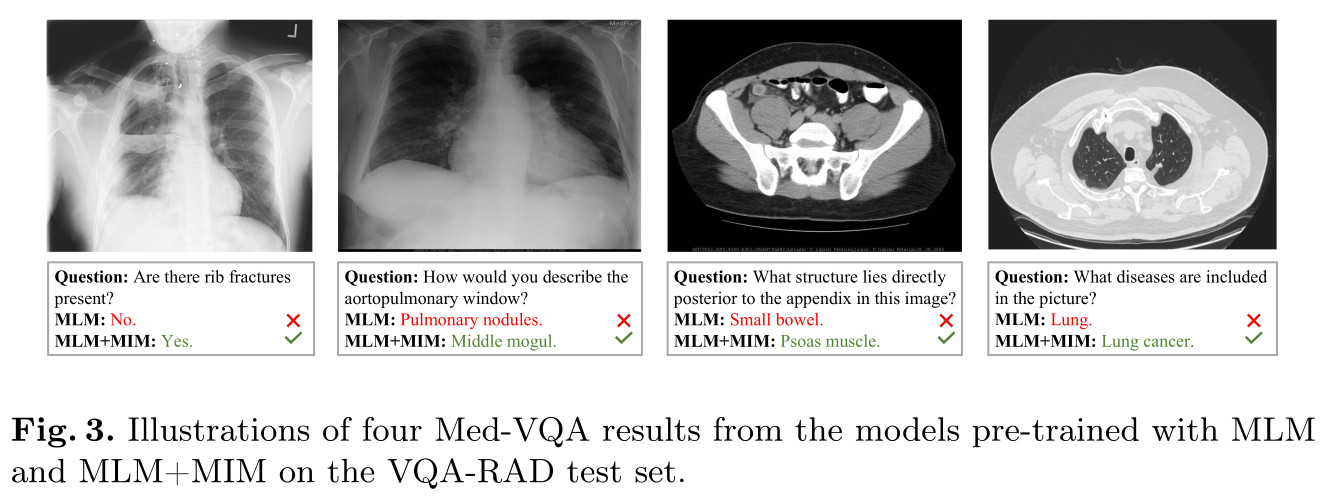 MedPix
Question: Are there rib fractures
present?
MLM: No.
MLM+MIM: Yes.
Question: How would you describe the
aortopulmonary window?
MLM: Pulmonary nodules.
MLM+MIM: Middle mogul.
Question: What structure lies directly
posterior to the appendix in this image?
MLM: Small bowel.
MLM+MIM: Psoas muscle.
Question: What diseases are included
in the picture?
MLM: Lung.
MLM+MIM: Lung cancer.
Fig. 3. Illustrations of four Med-VQA results from the models pre-trained with MLM
and MLM+MIM on the VQA-RAD test set.